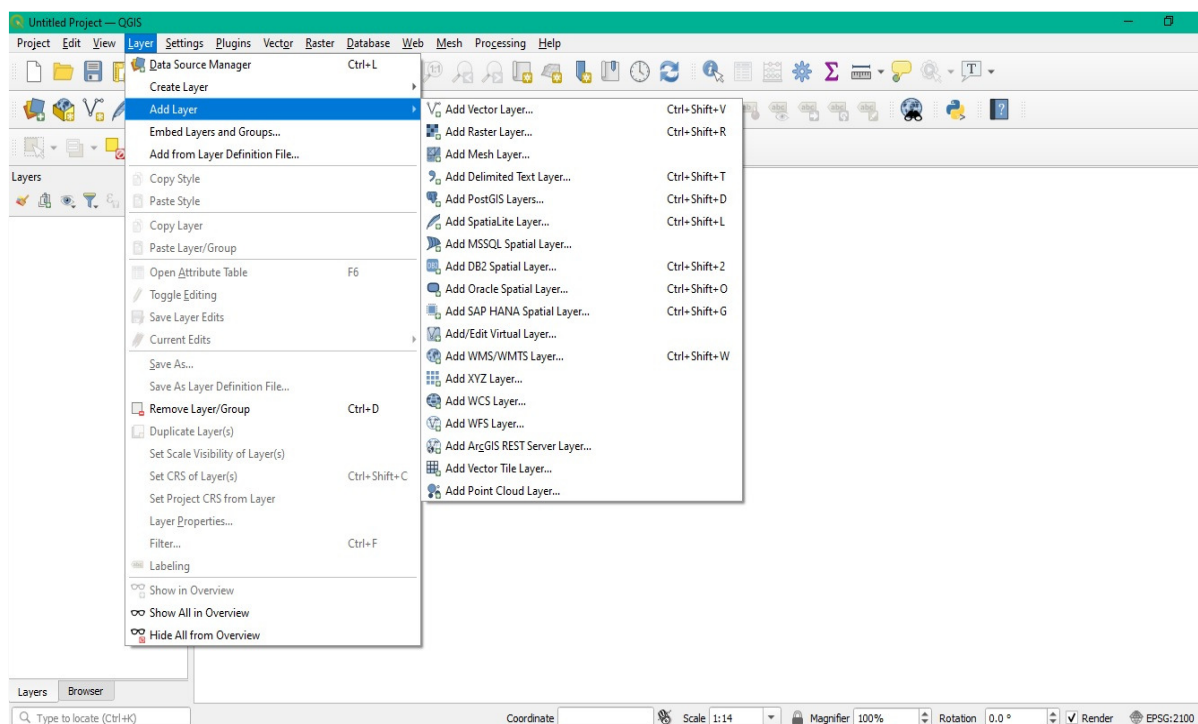 Untitled Project — QGIS
Project Edit View Layer Settings Plugins Vector Raster Database Web Mesh Processing Help
Data Source Manager Ctrl+L
Create Layer
Add Layer
Embed Layers and Groups...
Add from Layer Definition File...
Copy Style
Paste Style
Copy Layer
Paste Layer/Group
Open Attribute Table F6
Toggle Editing
Save Layer Edits
Current Edits
Save As...
Save As Layer Definition File...
Remove Layer/Group Ctrl+D
Duplicate Layer(s)
Set Scale Visibility of Layer(s)
Set CRS of Layer(s) Ctrl+Shift+C
Set Project CRS from Layer
Layer Properties...
Filter... Ctrl+F
Labeling
Show in Overview
Show All in Overview
Hide All from Overview
Add Vector Layer... Ctrl+Shift+V
Add Raster Layer... Ctrl+Shift+R
Add Mesh Layer...
Add Delimited Text Layer... Ctrl+Shift+T
Add PostGIS Layers... Ctrl+Shift+D
Add SpatiaLite Layer... Ctrl+Shift+L
Add MSSQL Spatial Layer...
Add DB2 Spatial Layer... Ctrl+Shift+2
Add Oracle Spatial Layer... Ctrl+Shift+O
Add SAP HANA Spatial Layer... Ctrl+Shift+G
Add/Edit Virtual Layer...
Add WMS/WMTS Layer... Ctrl+Shift+W
Add XYZ Layer...
Add WCS Layer...
Add WFS Layer...
Add ArcGIS REST Server Layer...
Add Vector Tile Layer...
Add Point Cloud Layer...
Layers
Layers Browser
Type to locate (Ctrl+K) Coordinate Scale 1:14 Magnifier 100% Rotation 0.0 ° Render EPSG:2100